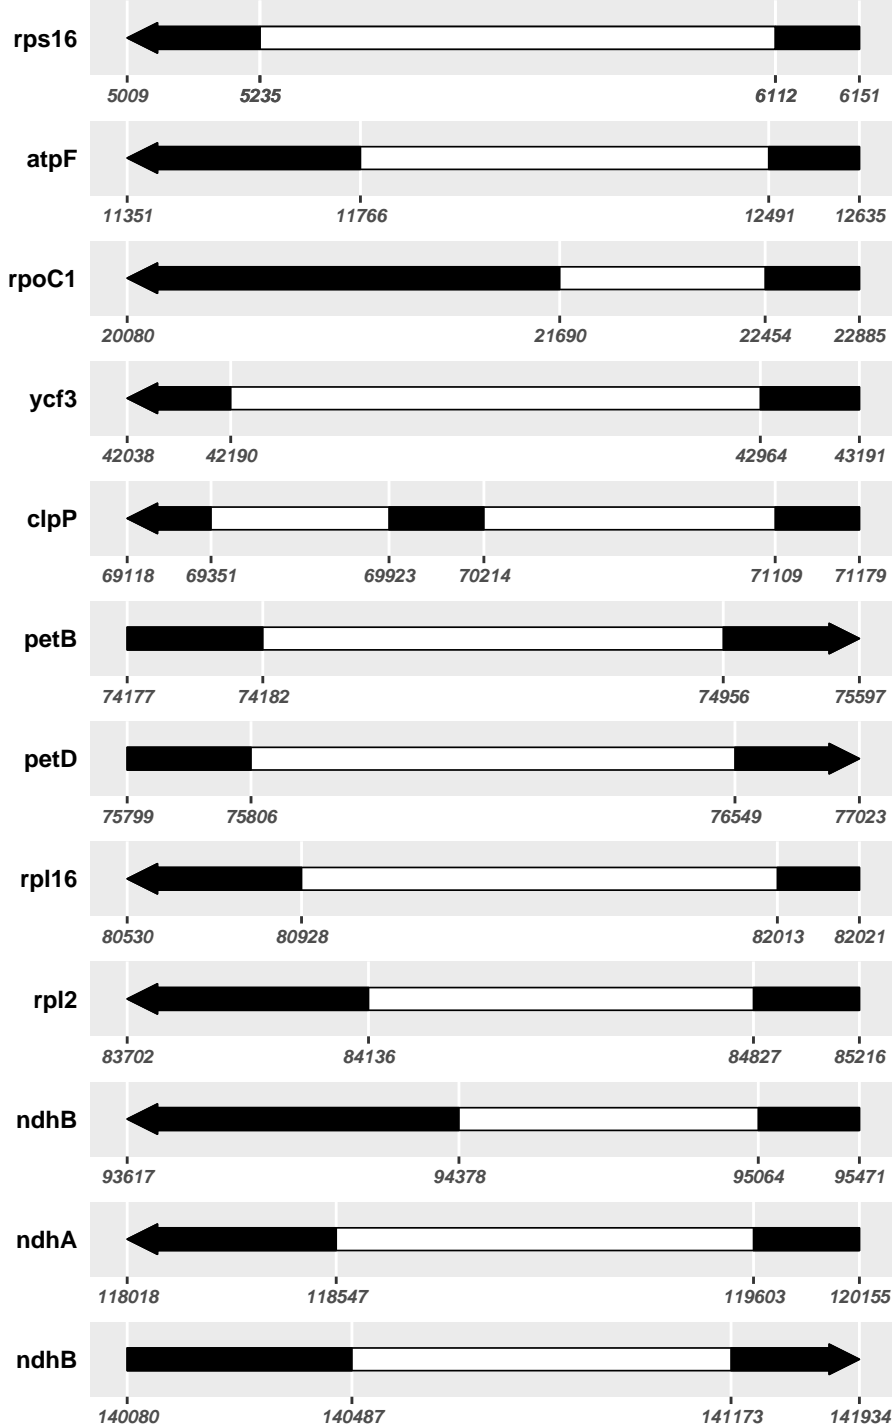 rps16
5009 5235 6112 6151
atpF
11351 11766 12491 12635
rpoC1
20080 21690 22454 22885
ycf3
42038 42190 42964 43191
clpP
69118 69351 69923 70214 71109 71179
petB
74177 74182 74956 75597
petD
75799 75806 76549 77023
rpl16
80530 80928 82013 82021
rpl2
83702 84136 84827 85216
ndhB
93617 94378 95064 95471
ndhA
118018 118547 119603 120155
ndhB
140080 140487 141173 141934